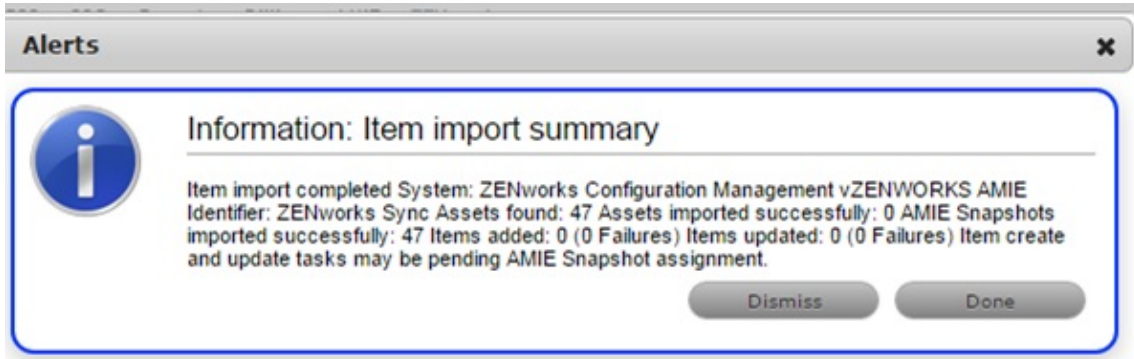 Alerts
Information: Item import summary
Item import completed System: ZENworks Configuration Management vZENWORKS AMIE
Identifier: ZENworks Sync Assets found: 47 Assets imported successfully: 0 AMIE Snapshots
imported successfully: 47 Items added: 0 (0 Failures) Items updated: 0 (0 Failures) Item create
and update tasks may be pending AMIE Snapshot assignment.
Dismiss Done